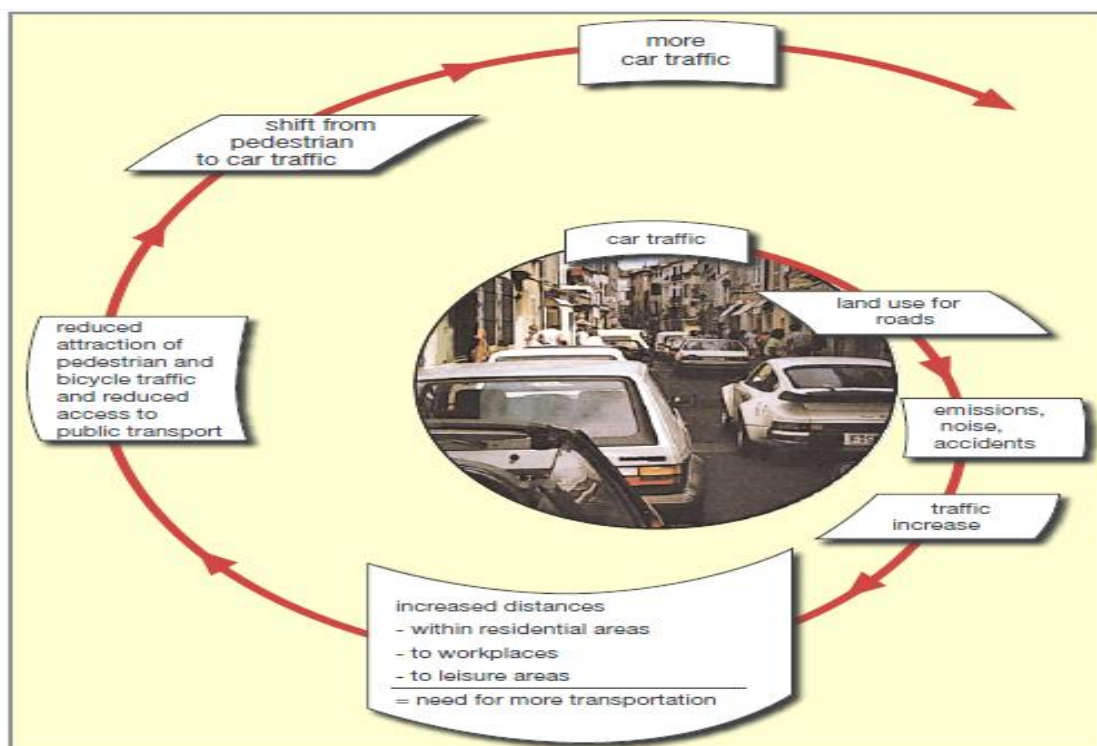 more
car traffic
shift from
pedestrian
to car traffic
car traffic
land use for
roads
emissions,
noise,
accidents
traffic
increase
increased distances
- within residential areas
- to workplaces
- to leisure areas
= need for more transportation
reduced
attraction of
pedestrian and
bicycle traffic
and reduced
access to
public transport